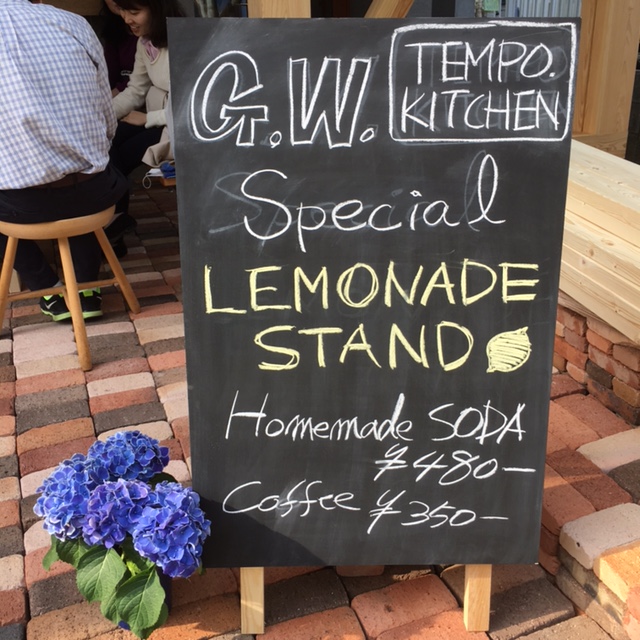 G.W.
TEMPO.
KITCHEN
Special
LEMONADE
STAND
Homemade SODA
¥480-
Coffee ¥350-